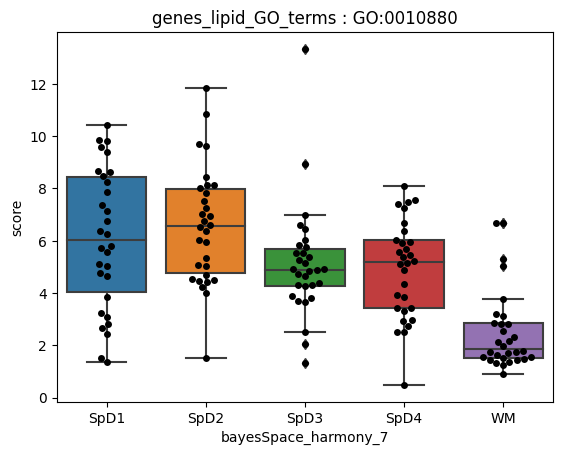 genes_lipid_GO_terms : GO:0010880
12
10
8
6
4
2
0
score
SpD1 SpD2 SpD3 SpD4 WM
bayesSpace_harmony_7